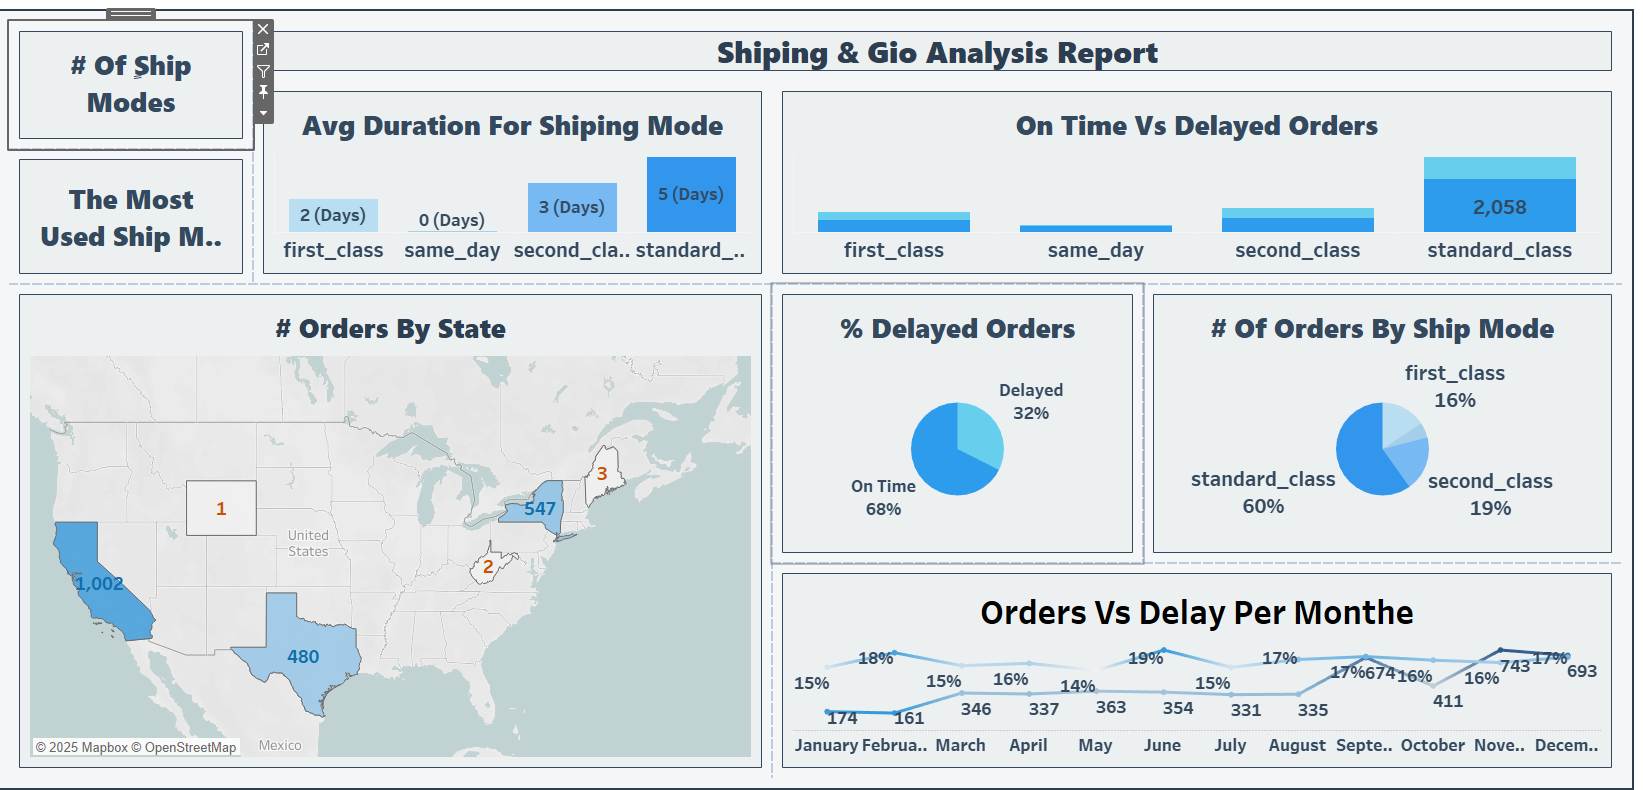 # Of Ship
Modes
Shiping & Gio Analysis Report
The Most
Used Ship M..
Avg Duration For Shiping Mode
2 (Days)
0 (Days)
3 (Days)
5 (Days)
first_class
same_day
second_cla..
standard_..
On Time Vs Delayed Orders
2,058
first_class
same_day
second_class
standard_class
# Orders By State
1
3
547
United
States
2
1,002
480
Mexico
© 2025 Mapbox © OpenStreetMap
% Delayed Orders
Delayed
32%
On Time
68%
# Of Orders By Ship Mode
first_class
16%
standard_class
60%
second_class
19%
Orders Vs Delay Per Monthe
15% 18% 15% 16% 14% 19% 15% 17% 17% 16% 16% 17%
174 161 346 337 363 354 331 335 674 411 743 693
January Februa.. March April May June July August Septe.. October Nove.. Decem..